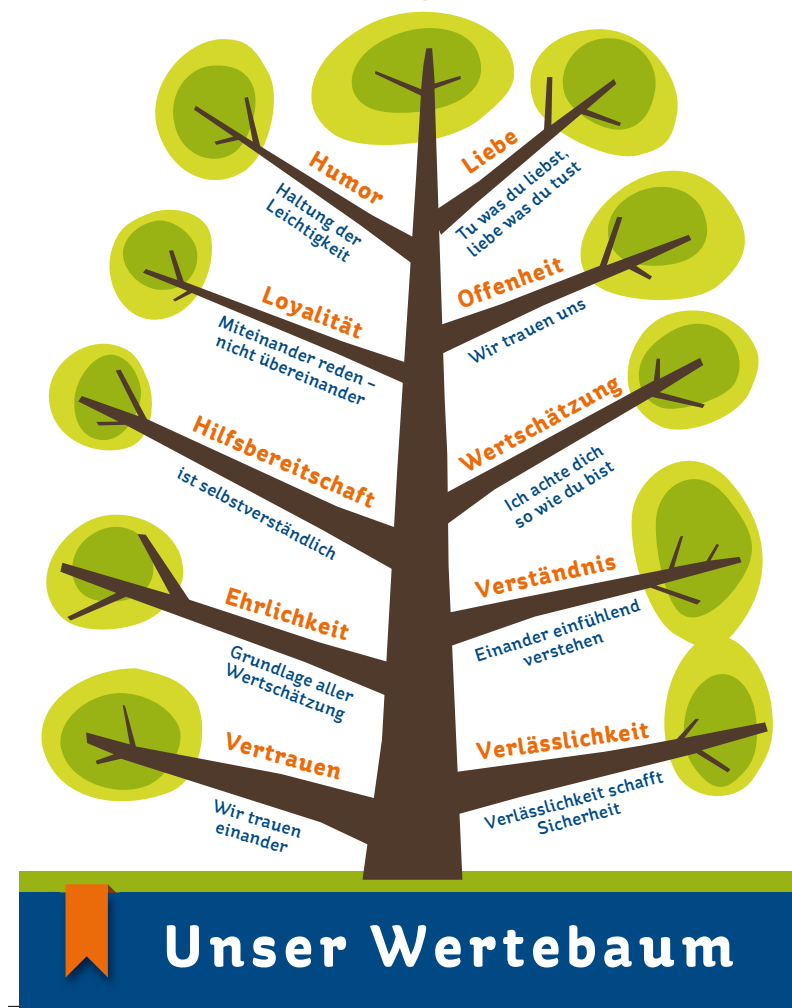 Humor
Haltung der
Leichtigkeit
Liebe
Tu was du liebst,
liebe was du tust
Loyalität
Miteinander reden –
nicht übereinander
Offenheit
Wir trauen uns
Hilfsbereitschaft
ist selbstverständlich
Wertschätzung
Ich achte dich
so wie du bist
Ehrlichkeit
Grundlage aller
Wertschätzung
Verständnis
Einander einfühlend
verstehen
Vertrauen
Wir trauen
einander
Verlässlichkeit
Verlässlichkeit schafft
Sicherheit
Unser Wertebaum